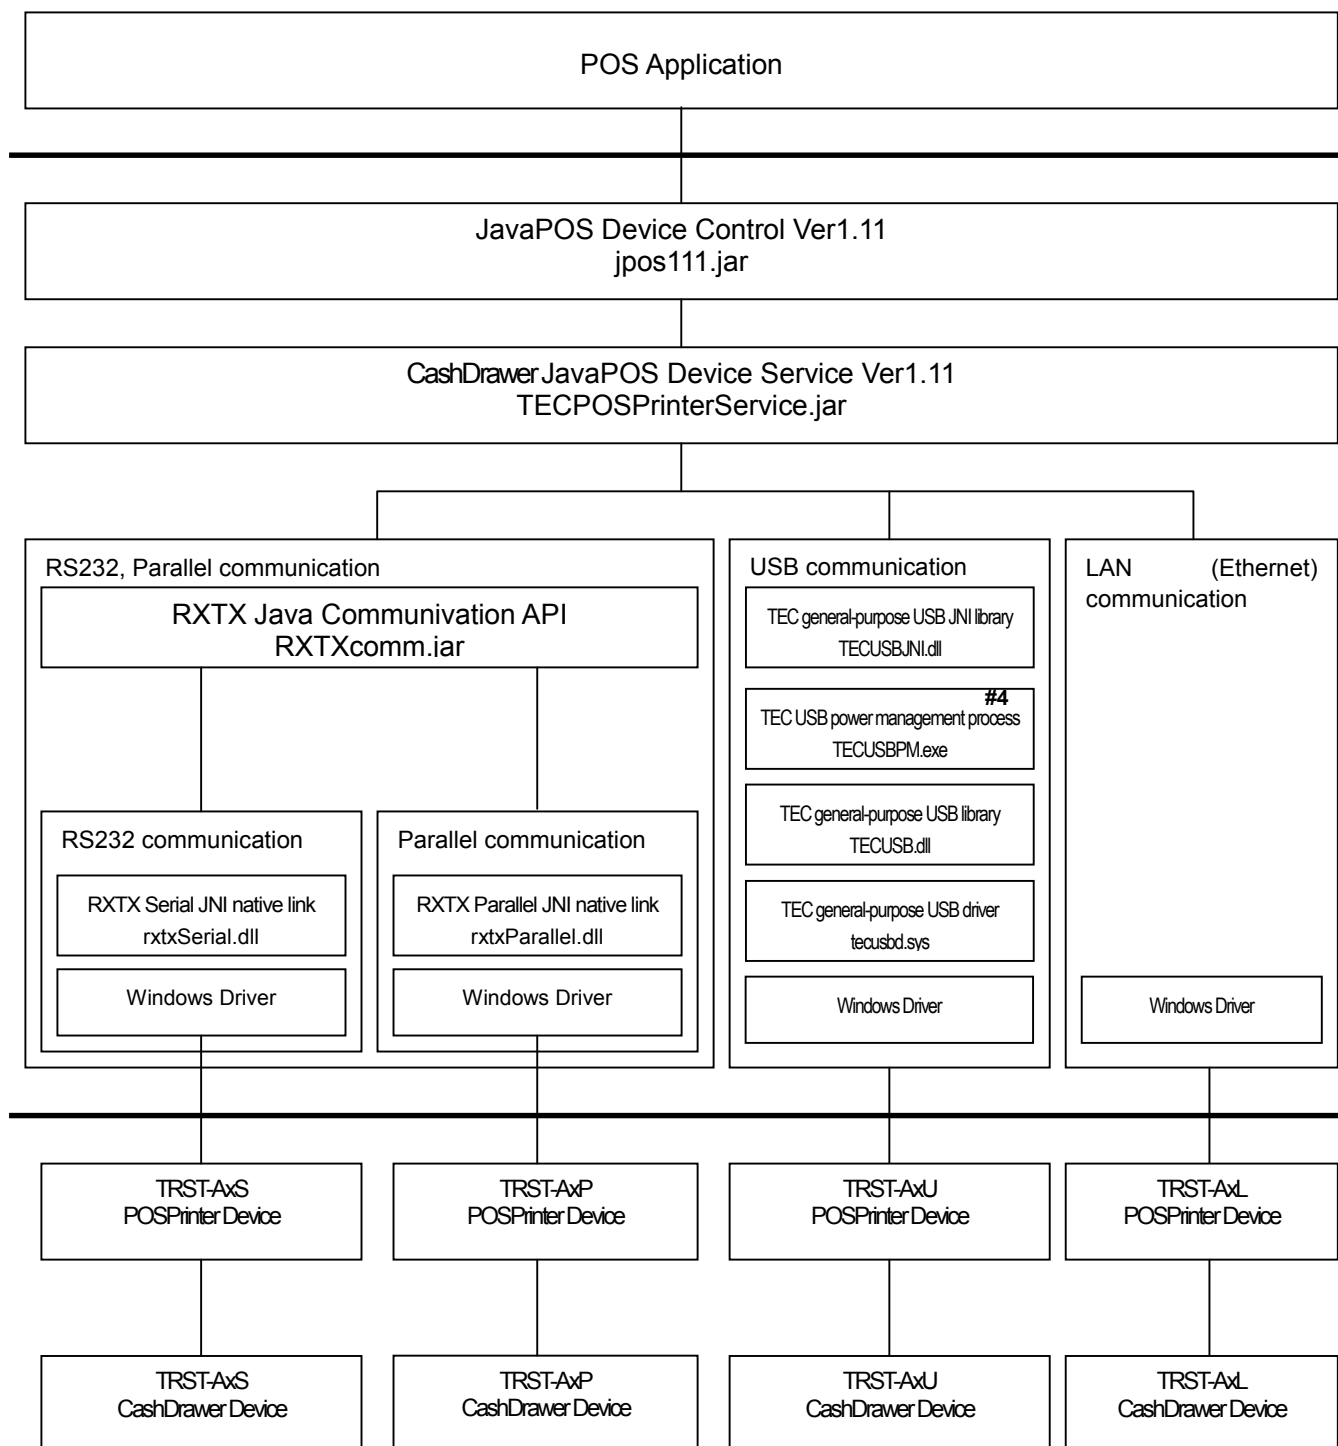 POS Application
JavaPOS Device Control Ver1.11
jpos111.jar
CashDrawer JavaPOS Device Service Ver1.11
TECPOSPrinterService.jar
RS232, Parallel communication
RXTX Java Communivation API
RXTXcomm.jar
RS232 communication
RXTX Serial JNI native link
rxtxSerial.dll
Windows Driver
Parallel communication
RXTX Parallel JNI native link
rxtxParallel.dll
Windows Driver
USB communication
TEC general-purpose USB JNI library
TECUSBJNI.dll
#4
TEC USB power management process
TECUSBPM.exe
TEC general-purpose USB library
TECUSB.dll
TEC general-purpose USB driver
tecusbd.sys
Windows Driver
LAN (Ethernet)
communication
Windows Driver
TRST-AxS
POSPrinter Device
TRST-AxP
POSPrinter Device
TRST-AxU
POSPrinter Device
TRST-AxL
POSPrinter Device
TRST-AxS
CashDrawer Device
TRST-AxP
CashDrawer Device
TRST-AxU
CashDrawer Device
TRST-AxL
CashDrawer Device